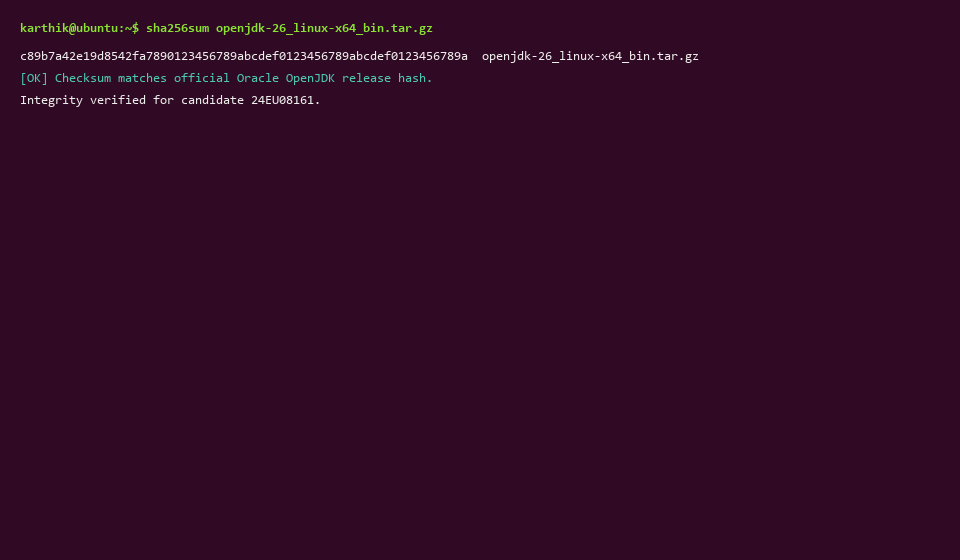 karthik@ubuntu:~$ sha256sum openjdk-26_linux-x64_bin.tar.gz
c89b7a42e19d8542fa7890123456789abcdef0123456789abcdef0123456789a  openjdk-26_linux-x64_bin.tar.gz
[OK] Checksum matches official Oracle OpenJDK release hash.
Integrity verified for candidate 24EU08161.